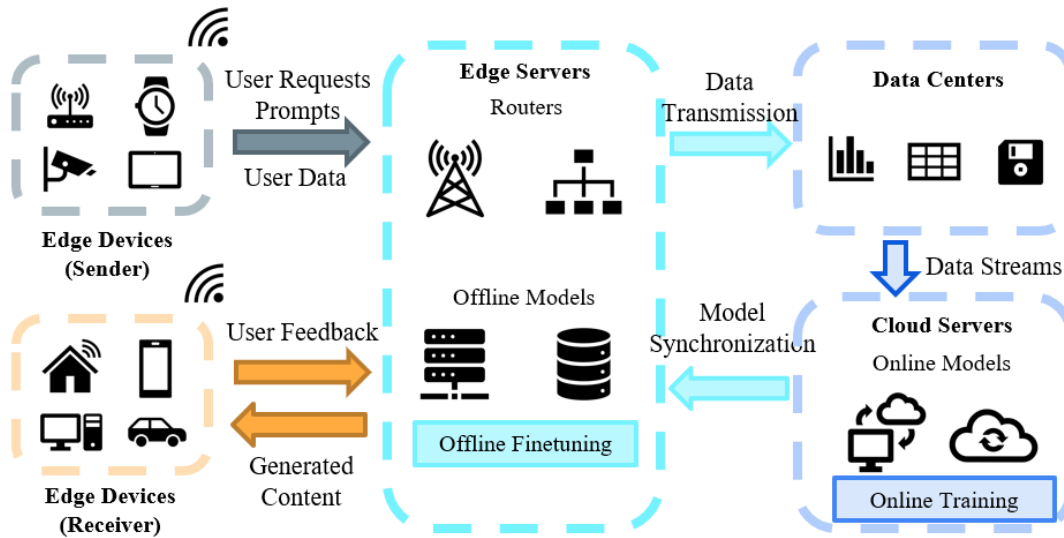 User Requests
Prompts
User Data
Edge Devices
(Sender)
User Feedback
Generated
Content
Edge Devices
(Receiver)
Edge Servers
Routers
Offline Models
Offline Finetuning
Data
Transmission
Model
Synchronization
Data Centers
Data Streams
Cloud Servers
Online Models
Online Training